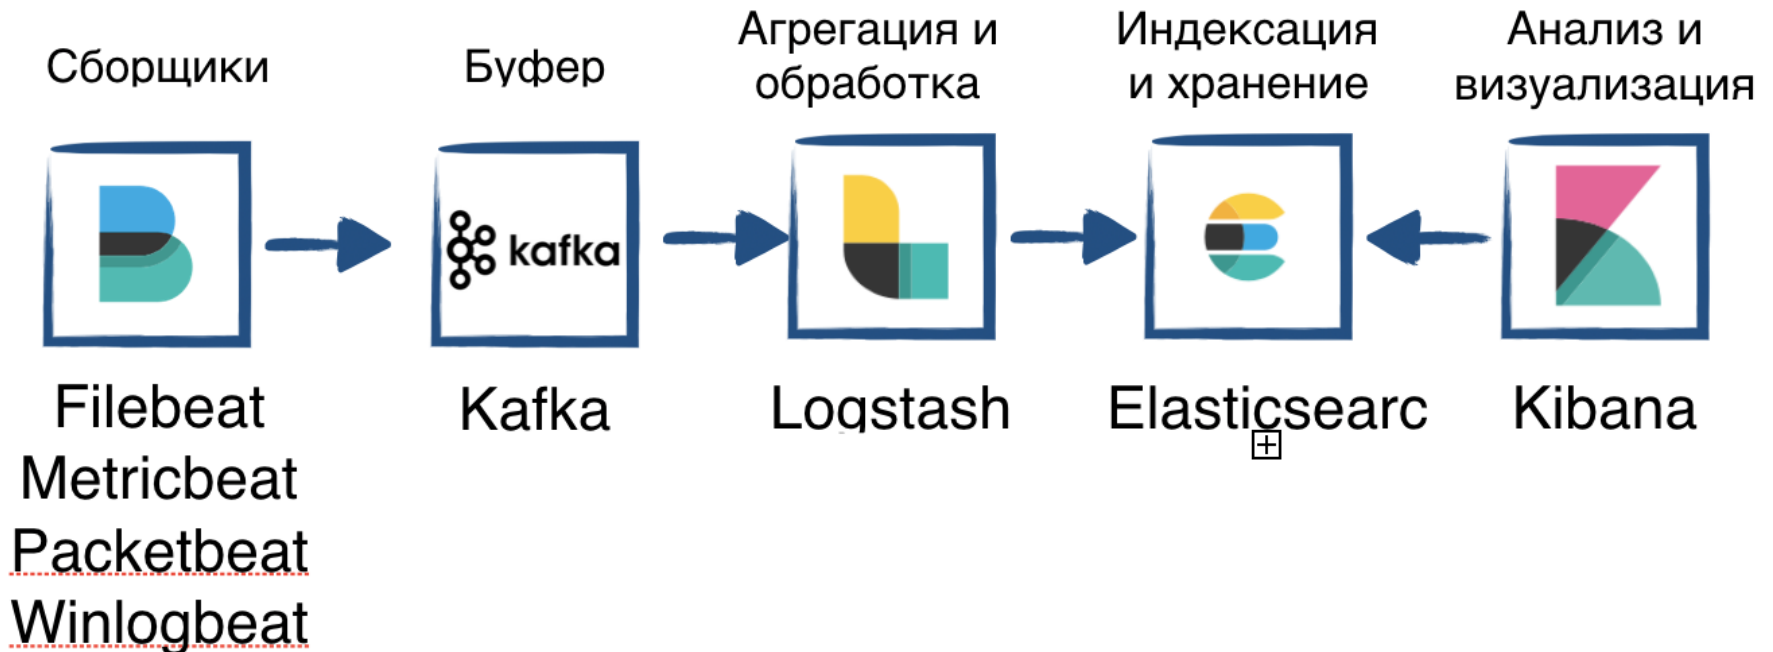 Сборщики
Буфер
Агрегация и
обработка
Индексация
и хранение
Анализ и
визуализация
kafka
Filebeat
Metricbeat
Packetbeat
Winlogbeat
Kafka
Logstash
Elasticsearc
Kibana